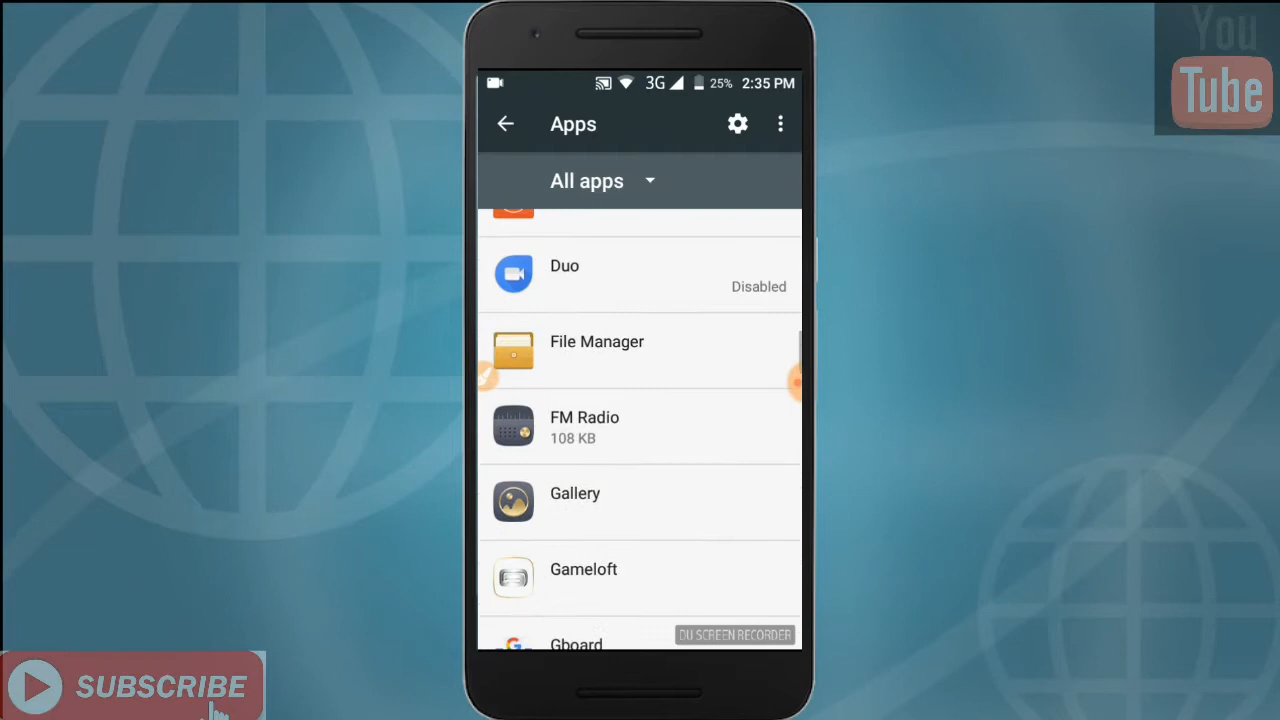 You
Tube
3G 25% 2:35 PM
Apps
All apps
Duo
Disabled
File Manager
FM Radio
108 KB
Gallery
Gameloft
Gboard
DU SCREEN RECORDER
SUBSCRIBE